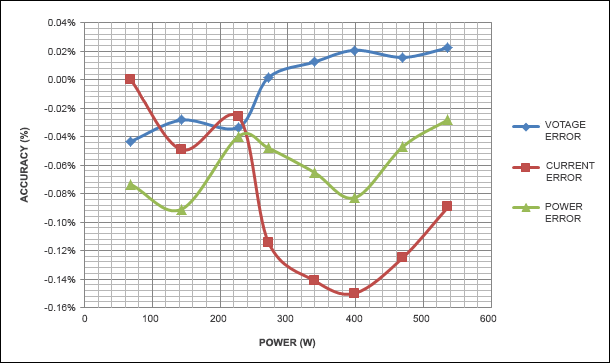 0.04%
0.02%
0.00%
-0.02%
-0.04%
-0.06%
-0.08%
-0.10%
-0.12%
-0.14%
-0.16%
ACCURACY (%)
0 100 200 300 400 500 600
POWER (W)
VOTAGE
ERROR
CURRENT
ERROR
POWER
ERROR